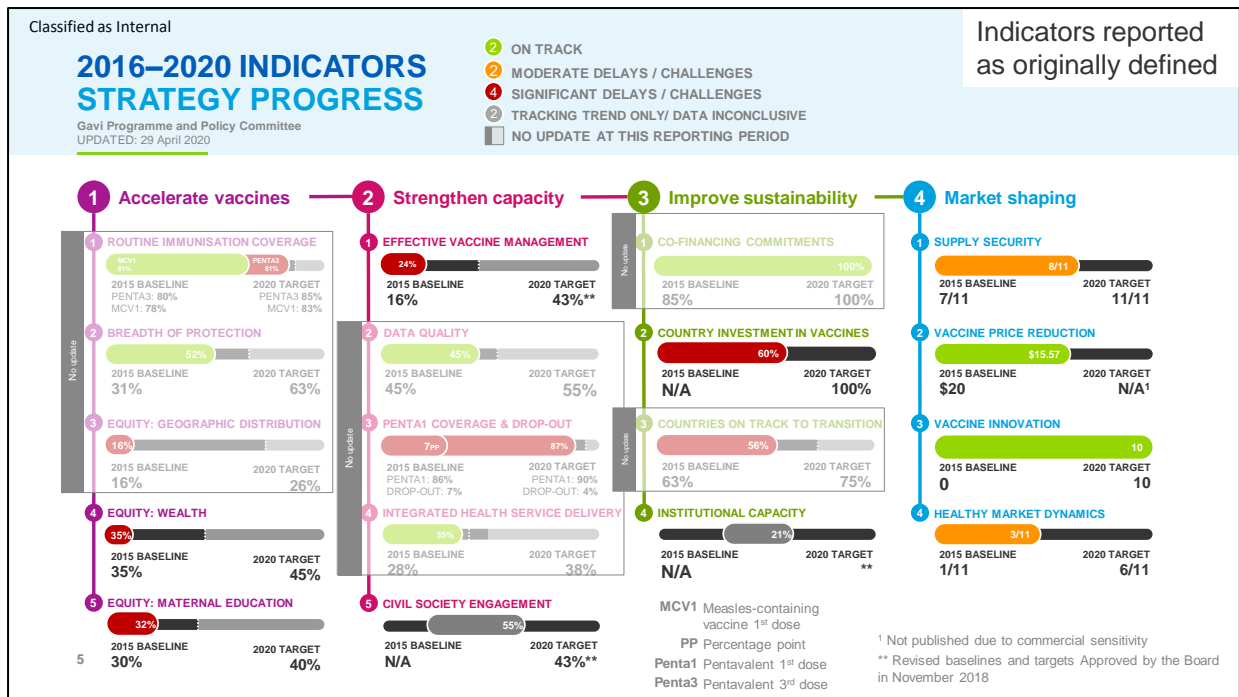 Classified as Internal
Indicators reported
as originally defined
2016–2020 INDICATORS
STRATEGY PROGRESS
Gavi Programme and Policy Committee
UPDATED: 29 April 2020
2 ON TRACK
2 MODERATE DELAYS / CHALLENGES
4 SIGNIFICANT DELAYS / CHALLENGES
2 TRACKING TREND ONLY/ DATA INCONCLUSIVE
NO UPDATE AT THIS REPORTING PERIOD
1 Accelerate vaccines
No update
1 ROUTINE IMMUNISATION COVERAGE
MCV1 81% PENTA3 81%
2015 BASELINE 2020 TARGET
PENTA3: 80% PENTA3 85%
MCV1: 78% MCV1: 83%
2 BREADTH OF PROTECTION
52%
2015 BASELINE 2020 TARGET
31% 63%
3 EQUITY: GEOGRAPHIC DISTRIBUTION
16%
2015 BASELINE 2020 TARGET
16% 26%
4 EQUITY: WEALTH
35%
2015 BASELINE 2020 TARGET
35% 45%
5 EQUITY: MATERNAL EDUCATION
32%
2015 BASELINE 2020 TARGET
30% 40%
2 Strengthen capacity
1 EFFECTIVE VACCINE MANAGEMENT
24%
2015 BASELINE 2020 TARGET
16% 43%**
No update
2 DATA QUALITY
45%
2015 BASELINE 2020 TARGET
45% 55%
3 PENTA1 COVERAGE & DROP-OUT
7PP 87%
2015 BASELINE 2020 TARGET
PENTA1: 86% PENTA1: 90%
DROP-OUT: 7% DROP-OUT: 4%
4 INTEGRATED HEALTH SERVICE DELIVERY
35%
2015 BASELINE 2020 TARGET
28% 38%
5 CIVIL SOCIETY ENGAGEMENT
55%
2015 BASELINE 2020 TARGET
N/A 43%**
3 Improve sustainability
No update
1 CO-FINANCING COMMITMENTS
100%
2015 BASELINE 2020 TARGET
85% 100%
2 COUNTRY INVESTMENT IN VACCINES
60%
2015 BASELINE 2020 TARGET
N/A 100%
No update
3 COUNTRIES ON TRACK TO TRANSITION
56%
2015 BASELINE 2020 TARGET
63% 75%
4 INSTITUTIONAL CAPACITY
21%
2015 BASELINE 2020 TARGET
N/A **
4 Market shaping
1 SUPPLY SECURITY
8/11
2015 BASELINE 2020 TARGET
7/11 11/11
2 VACCINE PRICE REDUCTION
$15.57
2015 BASELINE 2020 TARGET
$20 N/A¹
3 VACCINE INNOVATION
10
2015 BASELINE 2020 TARGET
0 10
4 HEALTHY MARKET DYNAMICS
3/11
2015 BASELINE 2020 TARGET
1/11 6/11
MCV1 Measles-containing
vaccine 1st dose
PP Percentage point
Penta1 Pentavalent 1st dose
Penta3 Pentavalent 3rd dose
¹ Not published due to commercial sensitivity
** Revised baselines and targets Approved by the Board
in November 2018
5